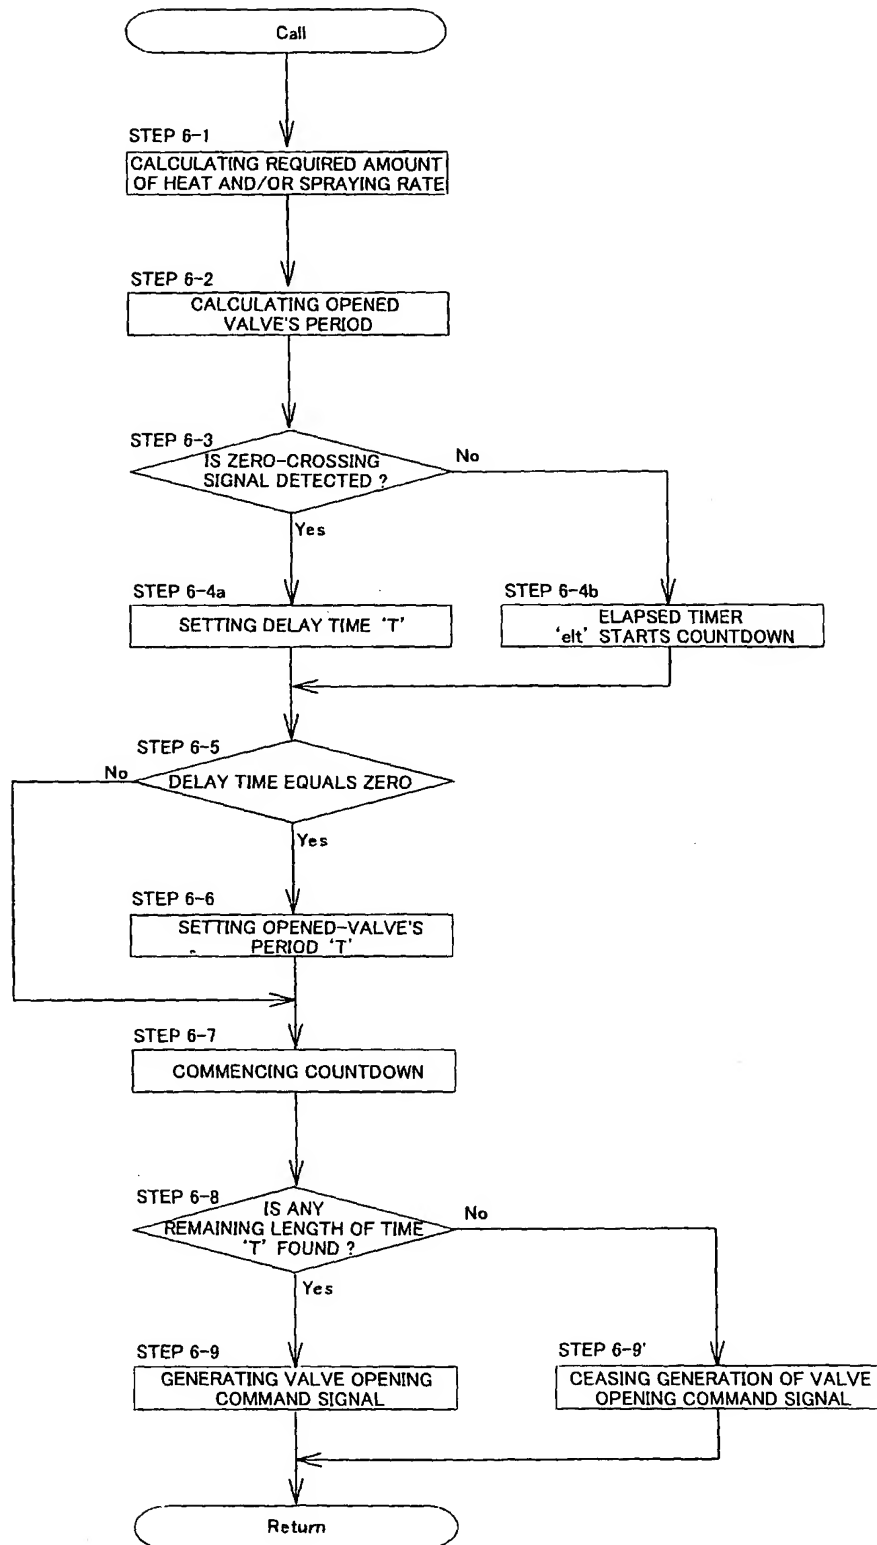 Call
STEP 6-1
CALCULATING REQUIRED AMOUNT
OF HEAT AND/OR SPRAYING RATE
STEP 6-2
CALCULATING OPENED
VALVE'S PERIOD
STEP 6-3
IS ZERO-CROSSING
SIGNAL DETECTED ?
No
Yes
STEP 6-4a
SETTING DELAY TIME 'T'
STEP 6-4b
ELAPSED TIMER
'elt' STARTS COUNTDOWN
STEP 6-5
No
DELAY TIME EQUALS ZERO
Yes
STEP 6-6
SETTING OPENED-VALVE'S
PERIOD 'T'
STEP 6-7
COMMENCING COUNTDOWN
STEP 6-8
IS ANY
REMAINING LENGTH OF TIME
'T' FOUND ?
No
Yes
STEP 6-9
GENERATING VALVE OPENING
COMMAND SIGNAL
STEP 6-9'
CEASING GENERATION OF VALVE
OPENING COMMAND SIGNAL
Return